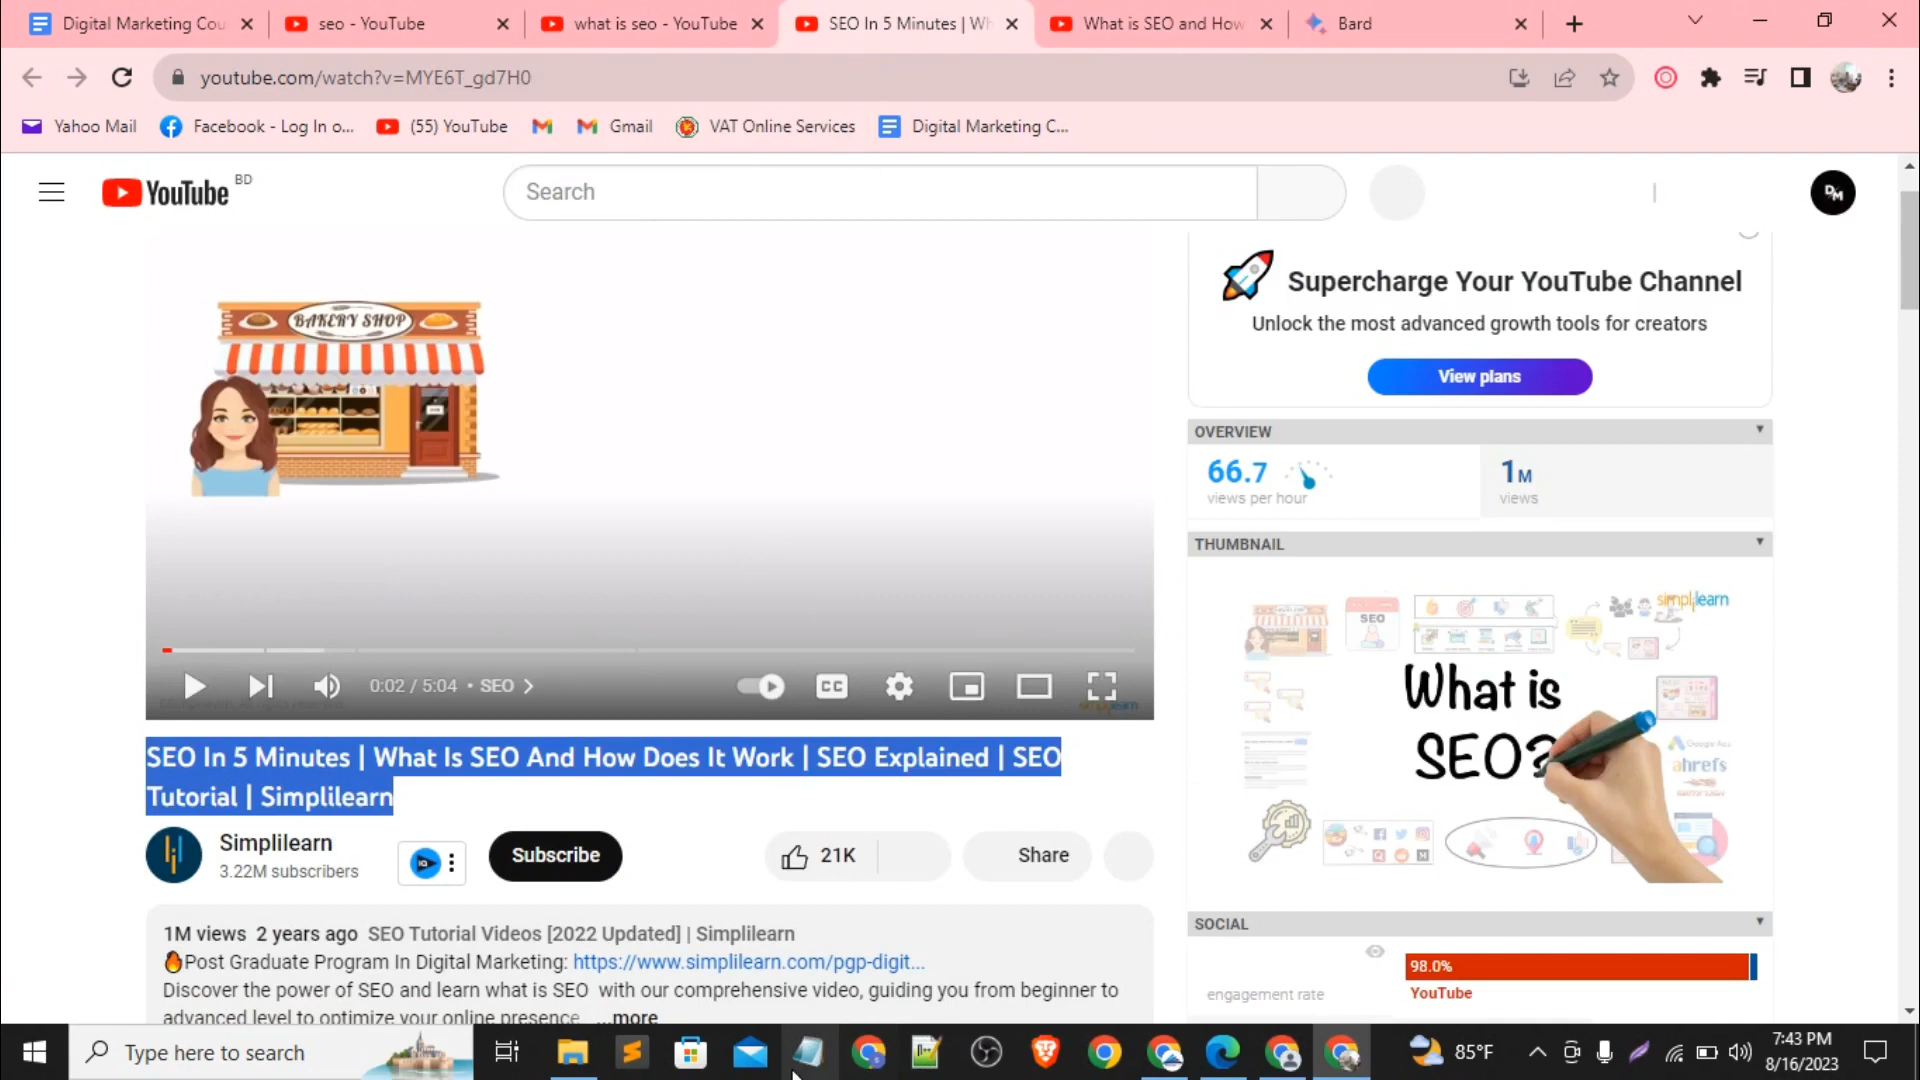 Digital Marketing Cou
seo - YouTube
what is seo - YouTube
SEO In 5 Minutes | Wh
What is SEO and How
Bard
youtube.com/watch?v=MYE6T_gd7H0
Yahoo Mail
Facebook - Log In o...
(55) YouTube
Gmail
VAT Online Services
Digital Marketing C...
YouTube BD
Search
DM
BAKERY SHOP
Supercharge Your YouTube Channel
Unlock the most advanced growth tools for creators
View plans
OVERVIEW
66.7
views per hour
1M
views
THUMBNAIL
simplilearn
SEO
What is
SEO?
Google Ads
ahrefs
0:02 / 5:04 • SEO
CC
simplilearn
SEO In 5 Minutes | What Is SEO And How Does It Work | SEO Explained | SEO
Tutorial | Simplilearn
Simplilearn
3.22M subscribers
IQ
Subscribe
21K
Share
SOCIAL
98.0%
engagement rate
YouTube
1M views 2 years ago SEO Tutorial Videos [2022 Updated] | Simplilearn
Post Graduate Program In Digital Marketing: https://www.simplilearn.com/pgp-digit...
Discover the power of SEO and learn what is SEO with our comprehensive video, guiding you from beginner to
advanced level to optimize your online presence ...more
Type here to search
85°F
7:43 PM
8/16/2023